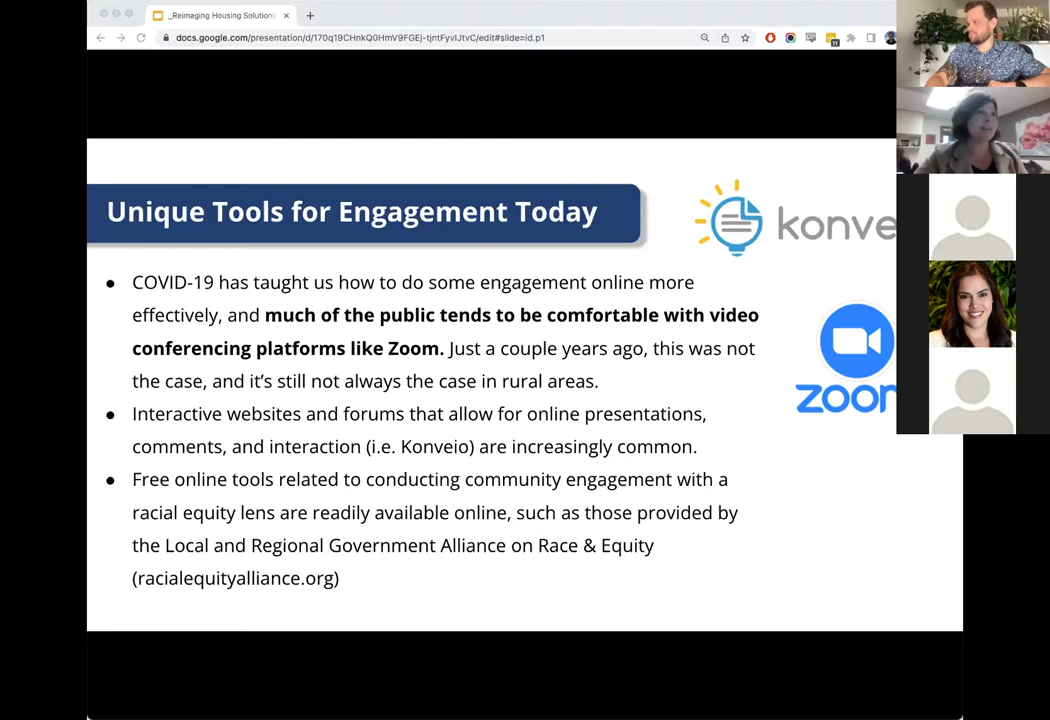 _Reimaging Housing Solutions
docs.google.com/presentation/d/170q19CHnkQ0HmV9FGEj-tjntFyvIJtvC/edit#slide=id.p1
11
Unique Tools for Engagement Today
konve
● COVID-19 has taught us how to do some engagement online more
effectively, and much of the public tends to be comfortable with video
conferencing platforms like Zoom. Just a couple years ago, this was not
the case, and it's still not always the case in rural areas.
zoom
● Interactive websites and forums that allow for online presentations,
comments, and interaction (i.e. Konveio) are increasingly common.
● Free online tools related to conducting community engagement with a
racial equity lens are readily available online, such as those provided by
the Local and Regional Government Alliance on Race & Equity
(racialequityalliance.org)